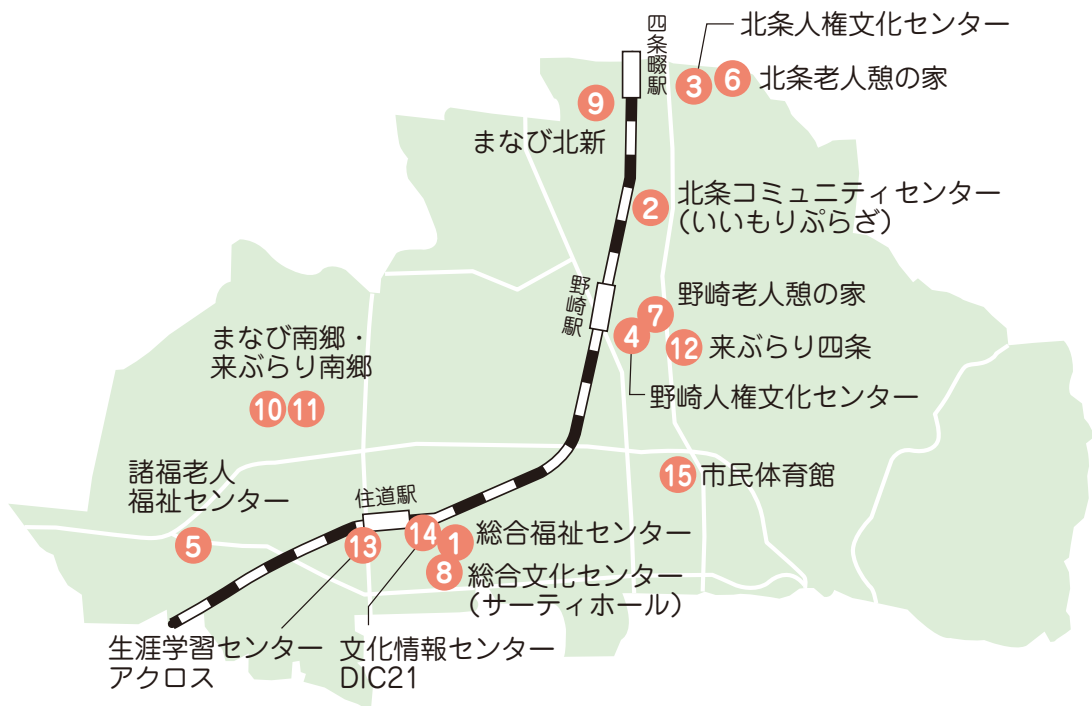 四条畷駅
北条人権文化センター
3
6
北条老人憩の家
9
まなび北新
2
北条コミュニティセンター
(いいもりぷらざ)
野崎駅
野崎老人憩の家
7
4
12
来ぶらり四条
野崎人権文化センター
まなび南郷・
来ぶらり南郷
10
11
15
市民体育館
諸福老人
福祉センター
5
住道駅
13
14
1
総合福祉センター
8
総合文化センター
(サーティホール)
生涯学習センター
アクロス
文化情報センター
DIC21